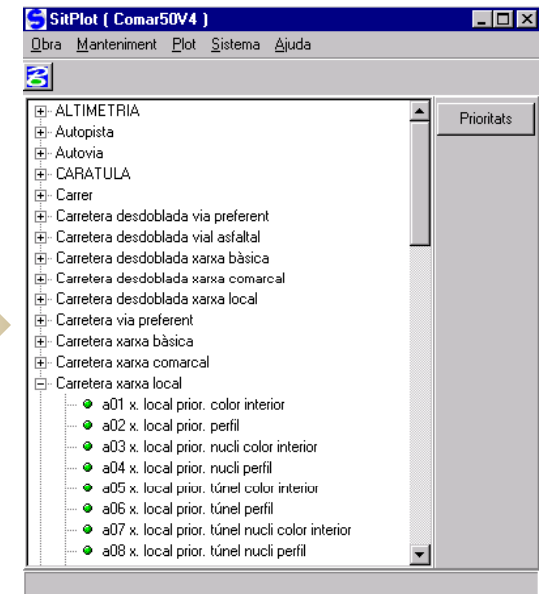 SitPlot ( Comar50V4 )
Obra Manteniment Plot Sistema Ajuda
Prioritats
ALTIMETRIA
Autopista
Autovia
CARATULA
Carrer
Carretera desdoblada via preferent
Carretera desdoblada vial asfaltal
Carretera desdoblada xarxa bàsica
Carretera desdoblada xarxa comarcal
Carretera desdoblada xarxa local
Carretera via preferent
Carretera xarxa bàsica
Carretera xarxa comarcal
Carretera xarxa local
a01 x. local prior. color interior
a02 x. local prior. perfil
a03 x. local prior. nucli color interior
a04 x. local prior. nucli perfil
a05 x. local prior. túnel color interior
a06 x. local prior. túnel perfil
a07 x. local prior. túnel nucli color interior
a08 x. local prior. túnel nucli perfil